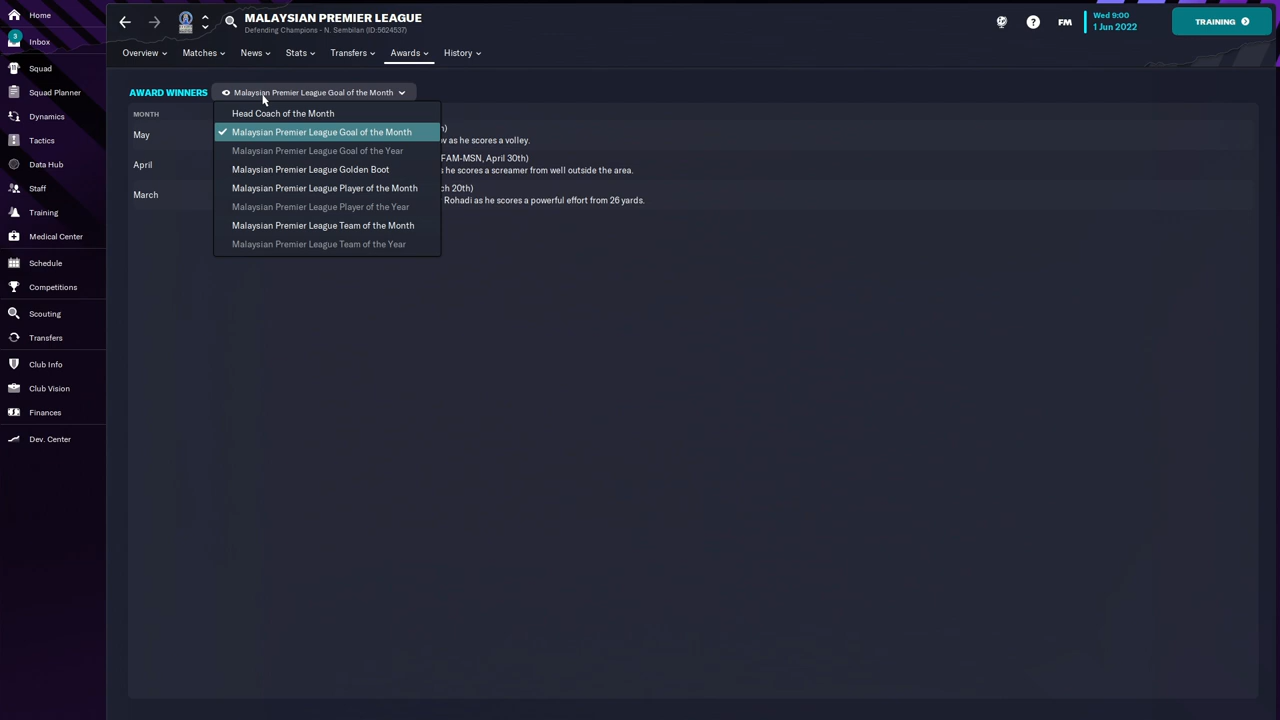 Home
3
Inbox
Squad
Squad Planner
Dynamics
Tactics
Data Hub
Staff
Training
Medical Center
Schedule
Competitions
Scouting
Transfers
Club Info
Club Vision
Finances
Dev. Center
MALAYSIAN PREMIER LEAGUE
Defending Champions - N. Sembilan (ID:5624537)
?
FM
Wed 9:00
1 Jun 2022
TRAINING
Overview
Matches
News
Stats
Transfers
Awards
History
AWARD WINNERS
Malaysian Premier League Goal of the Month
MONTH
Head Coach of the Month
Malaysian Premier League Goal of the Month
Malaysian Premier League Goal of the Year
Malaysian Premier League Golden Boot
Malaysian Premier League Player of the Month
Malaysian Premier League Player of the Year
Malaysian Premier League Team of the Month
Malaysian Premier League Team of the Year
May
h)
w as he scores a volley.
April
FAM-MSN, April 30th)
s he scores a screamer from well outside the area.
March
ch 20th)
Rohadi as he scores a powerful effort from 26 yards.